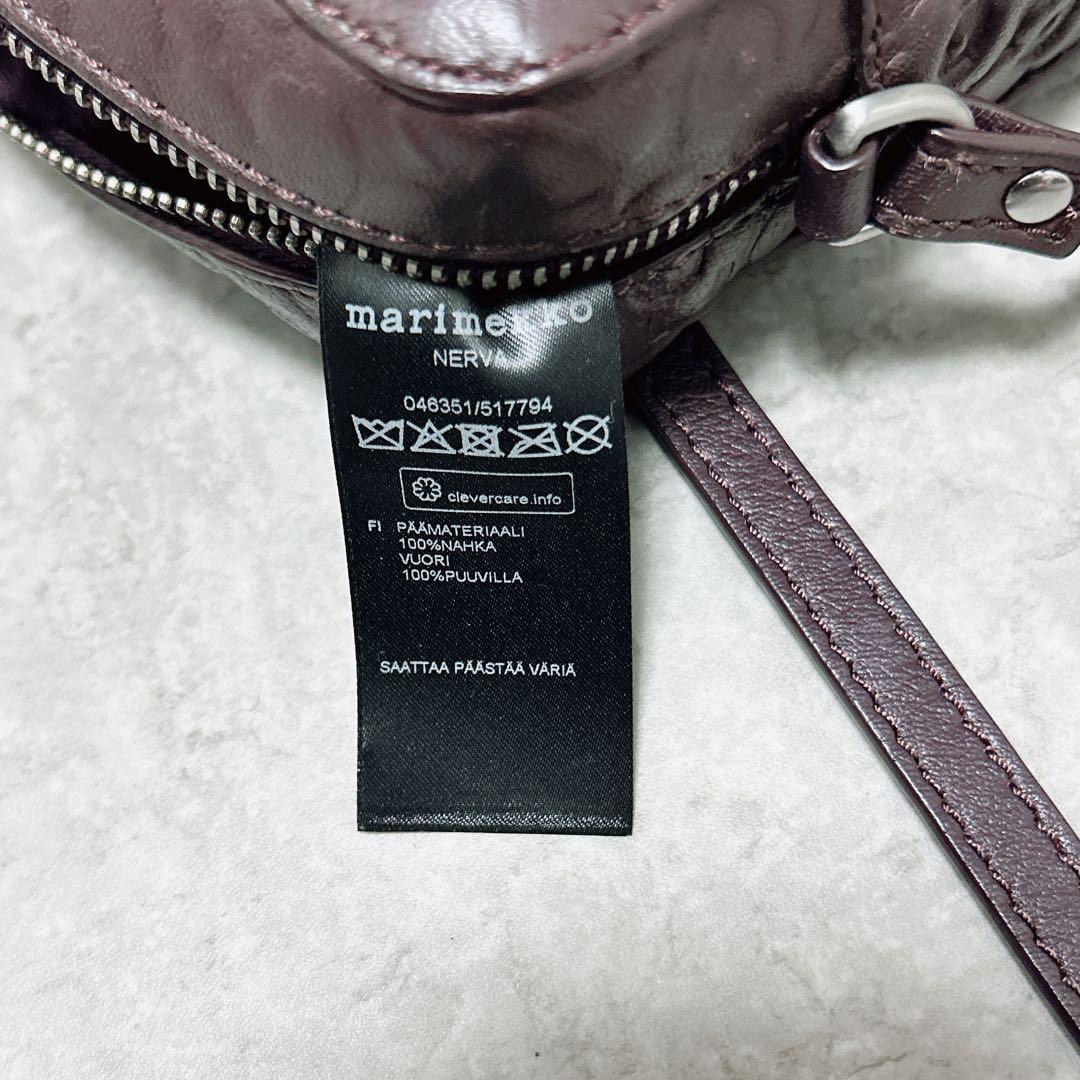 marimekko
NERVA
046351/517794
clevercare.info
FI PÄÄMATERIAALI
100%NAHKA
VUORI
100%PUUVILLA
SAATTAA PÄÄSTÄÄ VÄRIÄ